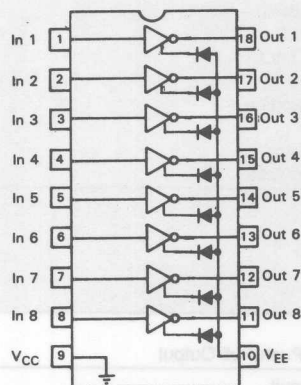 In 1 1 18 Out 1
In 2 2 17 Out 2
In 3 3 16 Out 3
In 4 4 15 Out 4
In 5 5 14 Out 5
In 6 6 13 Out 6
In 7 7 12 Out 7
In 8 8 11 Out 8
VCC 9 10 VEE